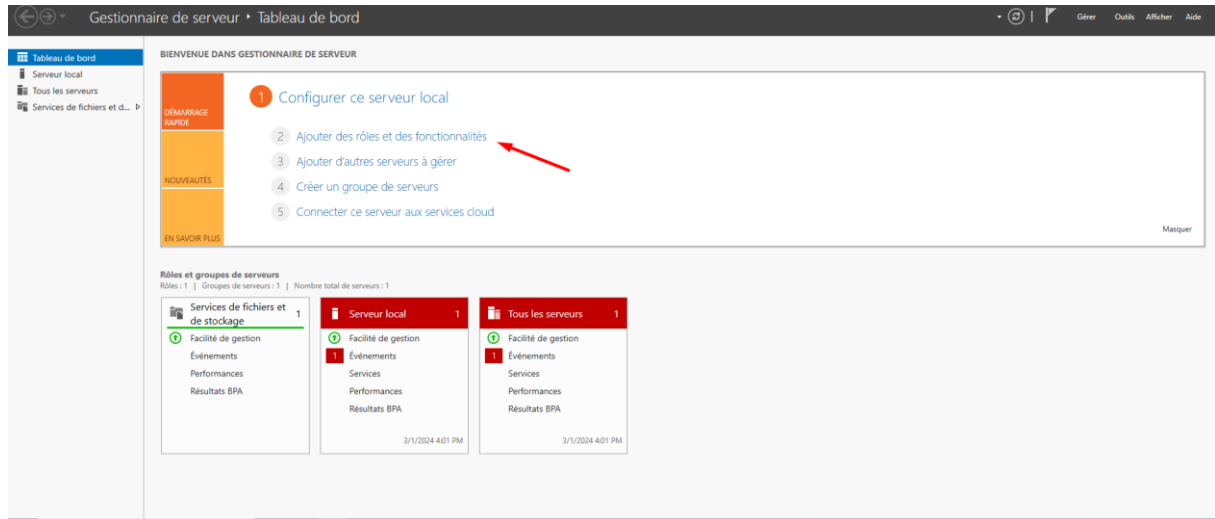 Gestionnaire de serveur ‣ Tableau de bord
Gérer Outils Afficher Aide
Tableau de bord
Serveur local
Tous les serveurs
Services de fichiers et d...
BIENVENUE DANS GESTIONNAIRE DE SERVEUR
DÉMARRAGE
RAPIDE
NOUVEAUTÉS
EN SAVOIR PLUS
1 Configurer ce serveur local
2 Ajouter des rôles et des fonctionnalités
3 Ajouter d'autres serveurs à gérer
4 Créer un groupe de serveurs
5 Connecter ce serveur aux services cloud
Masquer
Rôles et groupes de serveurs
Rôles : 1 | Groupes de serveurs : 1 | Nombre total de serveurs : 1
Services de fichiers et
de stockage
1
Facilité de gestion
Événements
Performances
Résultats BPA
Serveur local 1
Facilité de gestion
1 Événements
Services
Performances
Résultats BPA
3/1/2024 4:01 PM
Tous les serveurs 1
Facilité de gestion
1 Événements
Services
Performances
Résultats BPA
3/1/2024 4:01 PM